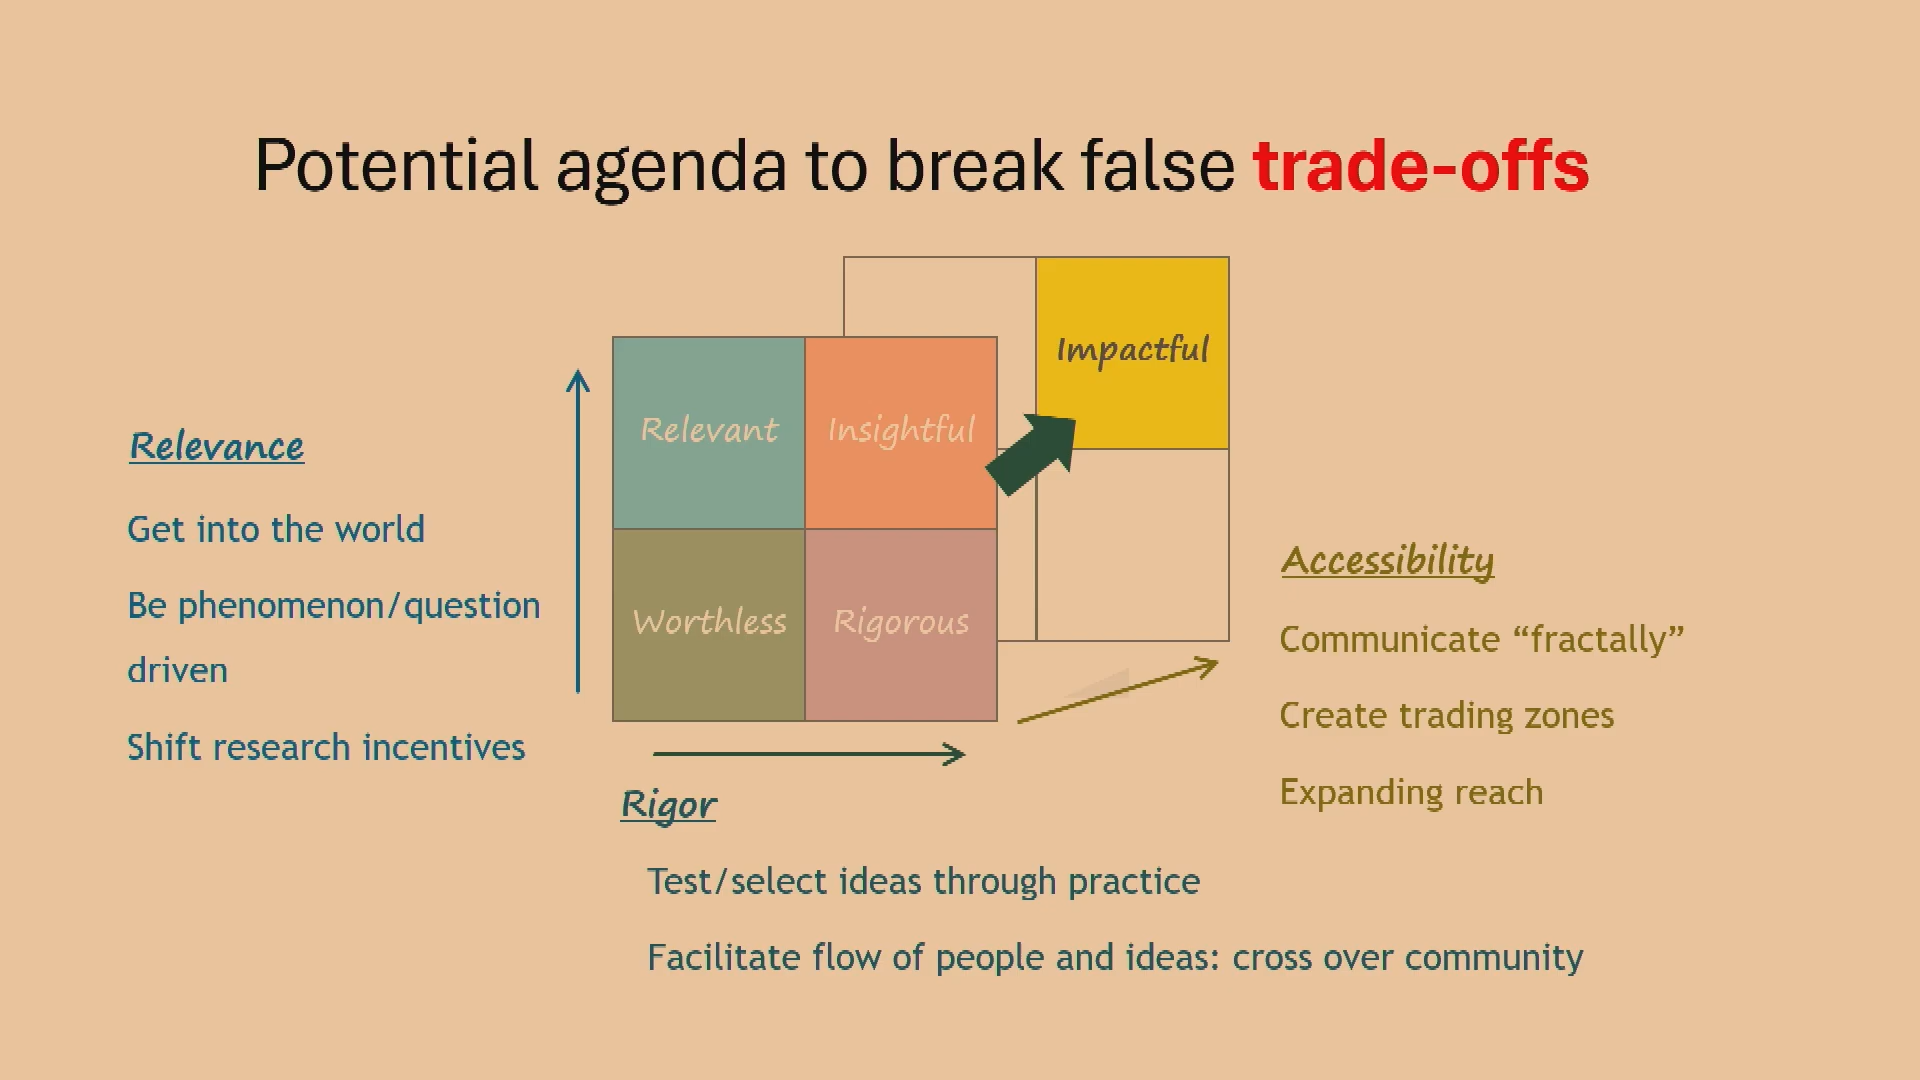 Potential agenda to break false trade-offs
Impactful
Relevant
Insightful
Worthless
Rigorous
Relevance
Get into the world
Be phenomenon/question
driven
Shift research incentives
Accessibility
Communicate “fractally”
Create trading zones
Expanding reach
Rigor
Test/select ideas through practice
Facilitate flow of people and ideas: cross over community